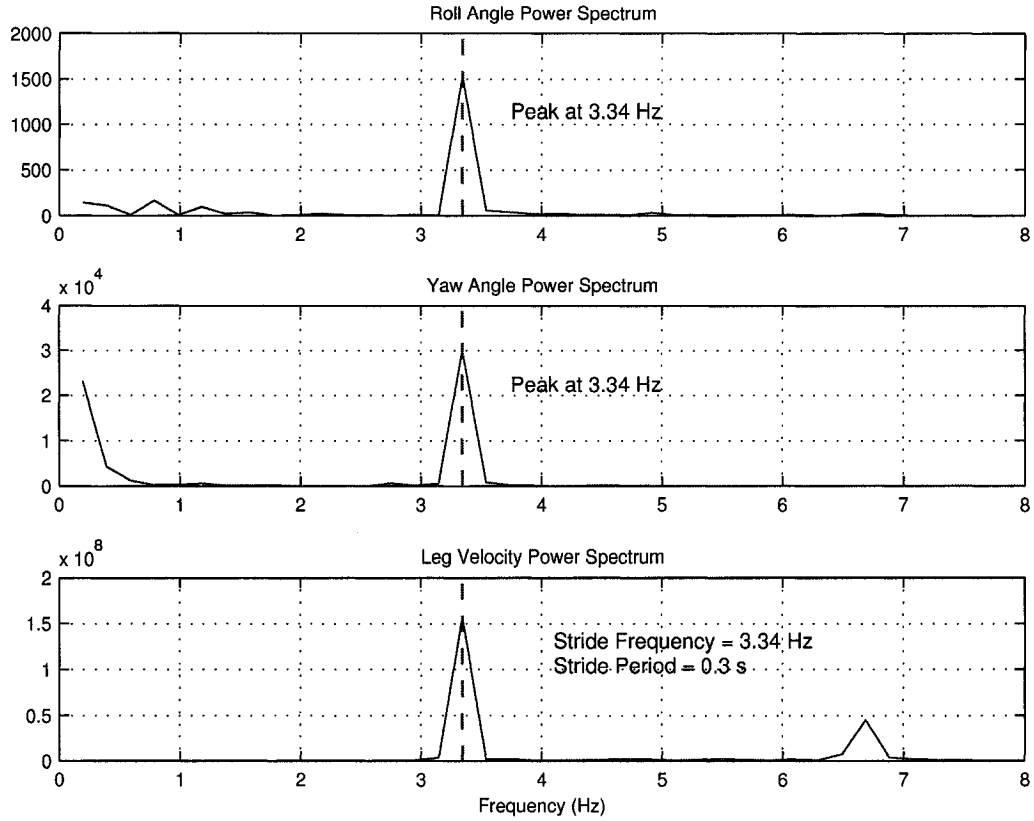 Roll Angle Power Spectrum
2000
1500
1000
500
0
Peak at 3.34 Hz
0 1 2 3 4 5 6 7 8
x 10^4
Yaw Angle Power Spectrum
4
3
2
1
0
Peak at 3.34 Hz
0 1 2 3 4 5 6 7 8
x 10^8
Leg Velocity Power Spectrum
2
1.5
1
0.5
0
Stride Frequency = 3.34 Hz
Stride Period = 0.3 s
0 1 2 3 4 5 6 7 8
Frequency (Hz)